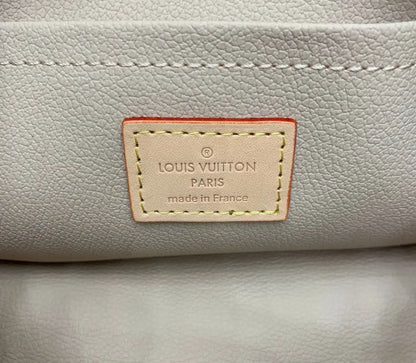 ®
LOUIS VUITTON
PARIS
made in France